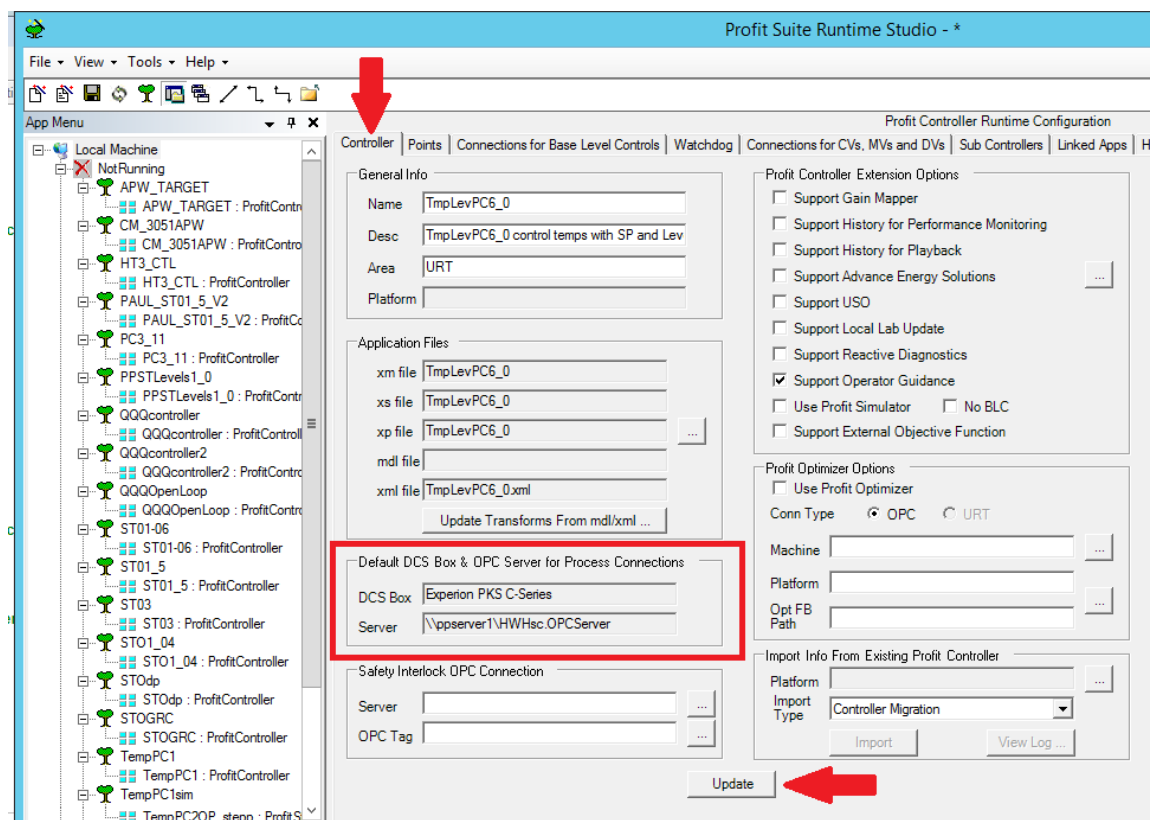 Profit Suite Runtime Studio - *
File View Tools Help
App Menu
Local Machine
NotRunning
APW_TARGET
APW_TARGET : ProfitContr
CM_3051APW
CM_3051APW : ProfitContro
HT3_CTL
HT3_CTL : ProfitController
PAUL_ST01_5_V2
PAUL_ST01_5_V2 : ProfitCo
PC3_11
PC3_11 : ProfitController
PPSTLevels1_0
PPSTLevels1_0 : ProfitContr
QQQcontroller
QQQcontroller : ProfitControll
QQQcontroller2
QQQcontroller2 : ProfitContro
QQQOpenLoop
QQQOpenLoop : ProfitContro
ST01-06
ST01-06 : ProfitController
ST01_5
ST01_5 : ProfitController
ST03
ST03 : ProfitController
STO1_04
STO1_04 : ProfitController
STOdp
STOdp : ProfitController
STOGRC
STOGRC : ProfitController
TempPC1
TempPC1 : ProfitController
TempPC1sim
TempPC2OP_stepp : ProfitS
Profit Controller Runtime Configuration
Controller Points Connections for Base Level Controls Watchdog Connections for CVs, MVs and DVs Sub Controllers Linked Apps H
General Info
Name TmpLevPC6_0
Desc TmpLevPC6_0 control temps with SP and Lev
Area URT
Platform
Application Files
xm file TmpLevPC6_0
xs file TmpLevPC6_0
xp file TmpLevPC6_0 ...
mdl file
xml file TmpLevPC6_0.xml
Update Transforms From mdl/xml ...
Default DCS Box & OPC Server for Process Connections
DCS Box Experion PKS C-Series
Server \\ppserver1\HWHsc.OPCServer
Safety Interlock OPC Connection
Server ...
OPC Tag ...
Profit Controller Extension Options
Support Gain Mapper
Support History for Performance Monitoring
Support History for Playback
Support Advance Energy Solutions ...
Support USO
Support Local Lab Update
Support Reactive Diagnostics
Support Operator Guidance
Use Profit Simulator No BLC
Support External Objective Function
Profit Optimizer Options
Use Profit Optimizer
Conn Type OPC URT
Machine ...
Platform
Opt FB
Path ...
Import Info From Existing Profit Controller
Platform ...
Import
Type Controller Migration
Import View Log ...
Update